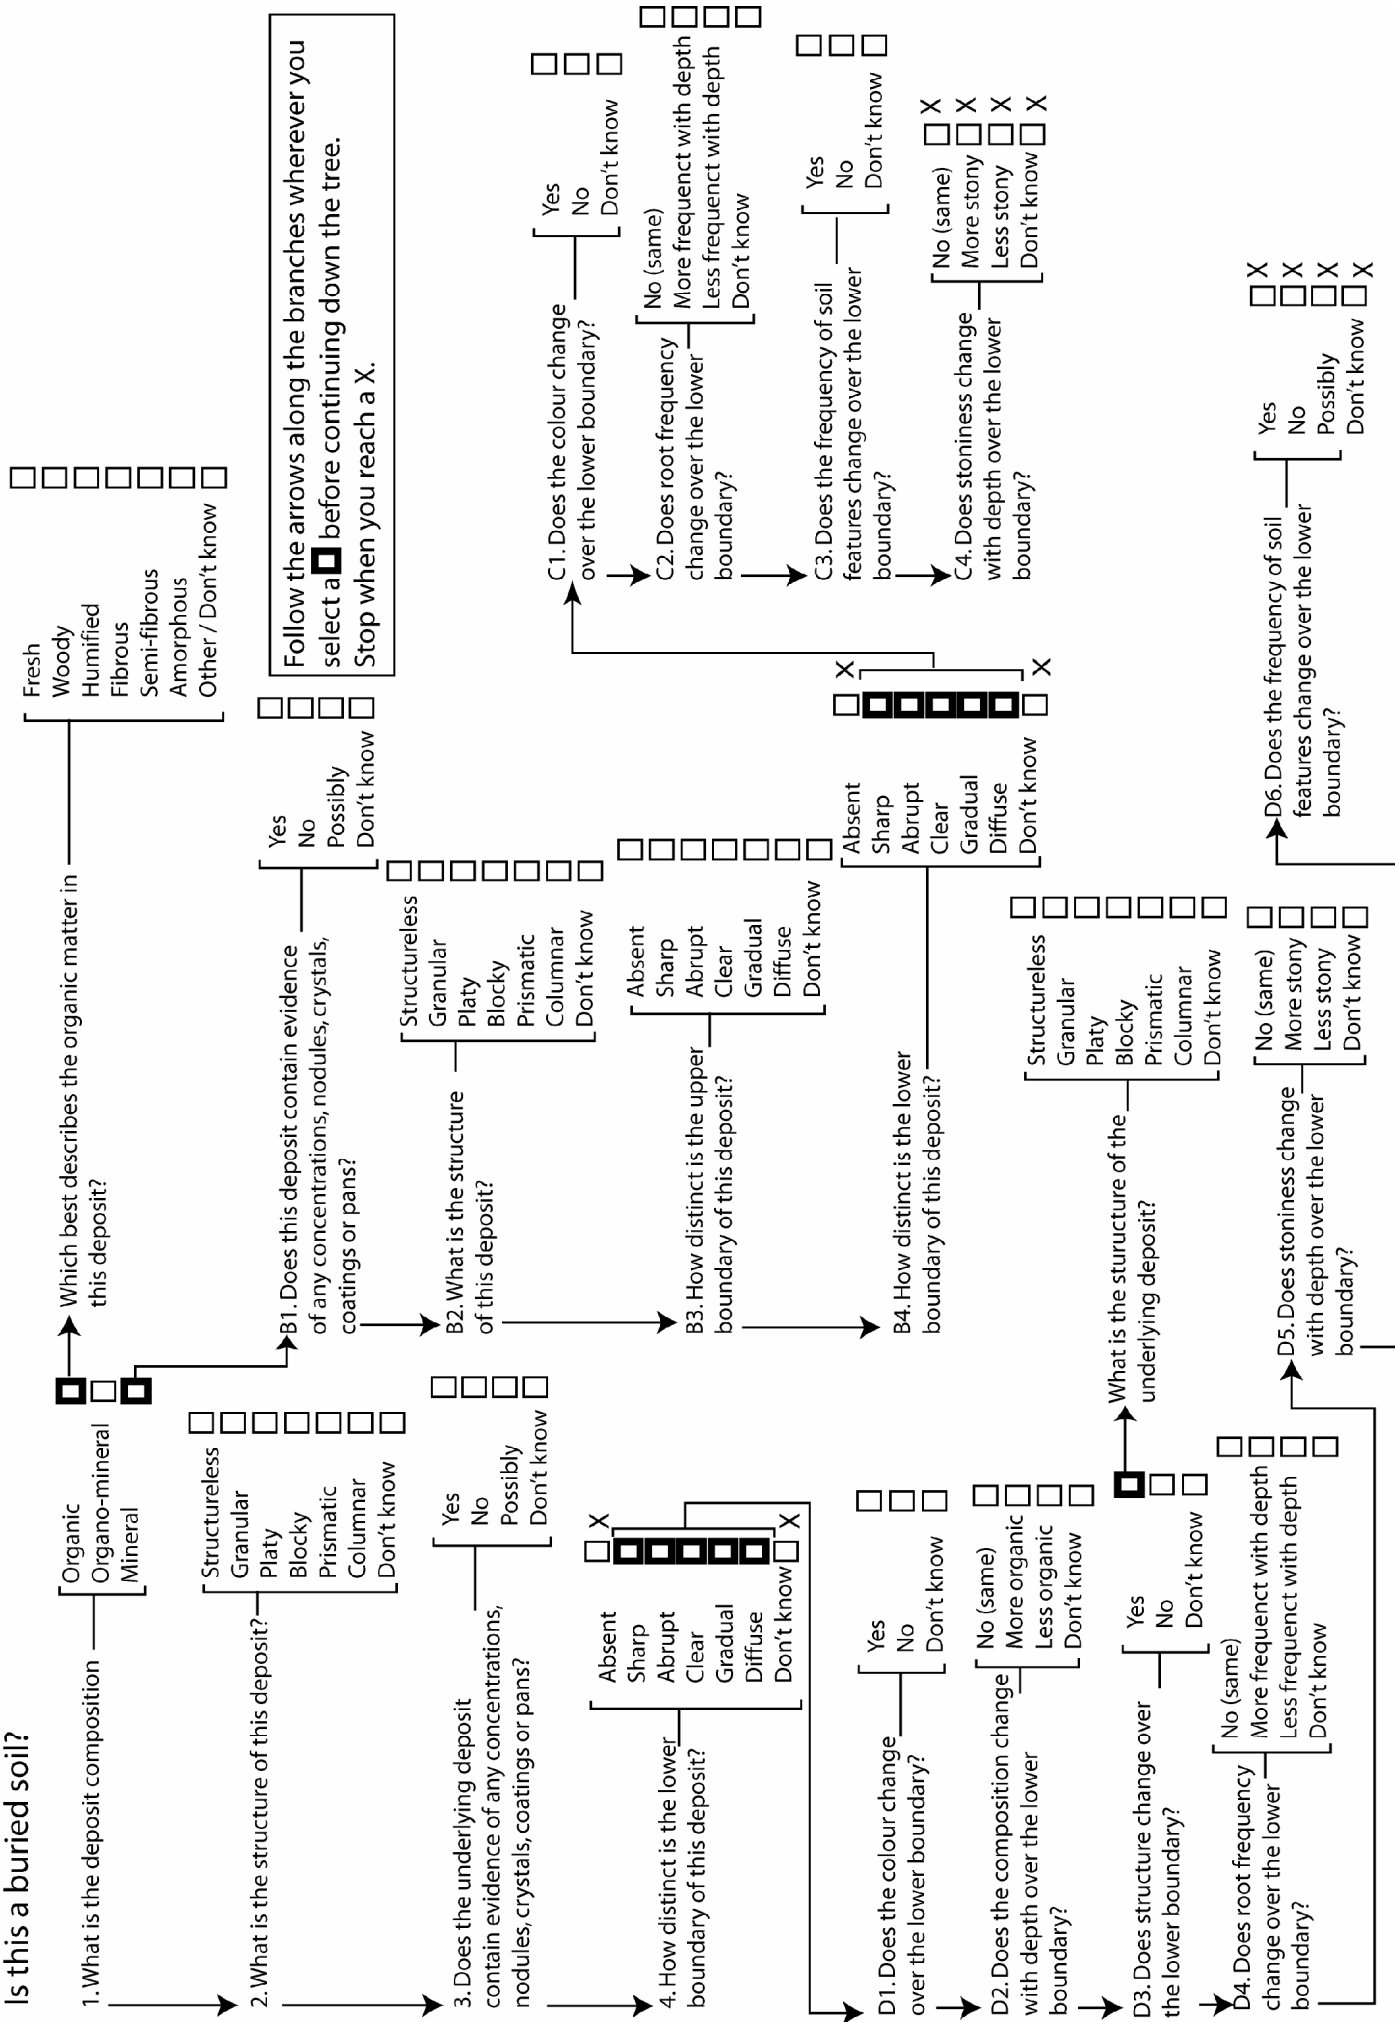 Is this a buried soil?
1. What is the deposit composition
Organic
Organo-mineral
Mineral
Which best describes the organic matter in
this deposit?
Fresh
Woody
Humified
Fibrous
Semi-fibrous
Amorphous
Other / Don't know
Follow the arrows along the branches wherever you
select a before continuing down the tree.
Stop when you reach a X.
2. What is the structure of this deposit?
Structureless
Granular
Platy
Blocky
Prismatic
Columnar
Don't know
3. Does the underlying deposit
contain evidence of any concentrations,
nodules, crystals, coatings or pans?
Yes
No
Possibly
Don't know
4. How distinct is the lower
boundary of this deposit?
Absent
Sharp
Abrupt
Clear
Gradual
Diffuse
Don't know
X
X
B1. Does this deposit contain evidence
of any concentrations, nodules, crystals,
coatings or pans?
Yes
No
Possibly
Don't know
B2. What is the structure
of this deposit?
Structureless
Granular
Platy
Blocky
Prismatic
Columnar
Don't know
B3. How distinct is the upper
boundary of this deposit?
Absent
Sharp
Abrupt
Clear
Gradual
Diffuse
Don't know
B4. How distinct is the lower
boundary of this deposit?
Absent
Sharp
Abrupt
Clear
Gradual
Diffuse
Don't know
X
X
C1. Does the colour change
over the lower boundary?
Yes
No
Don't know
C2. Does root frequency
change over the lower
boundary?
No (same)
More frequenct with depth
Less frequenct with depth
Don't know
C3. Does the frequency of soil
features change over the lower
boundary?
Yes
No
Don't know
C4. Does stoniness change
with depth over the lower
boundary?
No (same)
More stony
Less stony
Don't know
X
X
X
X
D1. Does the colour change
over the lower boundary?
Yes
No
Don't know
D2. Does the composition change
with depth over the lower
boundary?
No (same)
More organic
Less organic
Don't know
D3. Does structure change over
the lower boundary?
Yes
No
Don't know
What is the sturucture of the
underlying deposit?
Structureless
Granular
Platy
Blocky
Prismatic
Columnar
Don't know
D4. Does root frequency
change over the lower
boundary?
No (same)
More frequenct with depth
Less frequenct with depth
Don't know
D5. Does stoniness change
with depth over the lower
boundary?
No (same)
More stony
Less stony
Don't know
D6. Does the frequency of soil
features change over the lower
boundary?
Yes
No
Possibly
Don't know
X
X
X
X